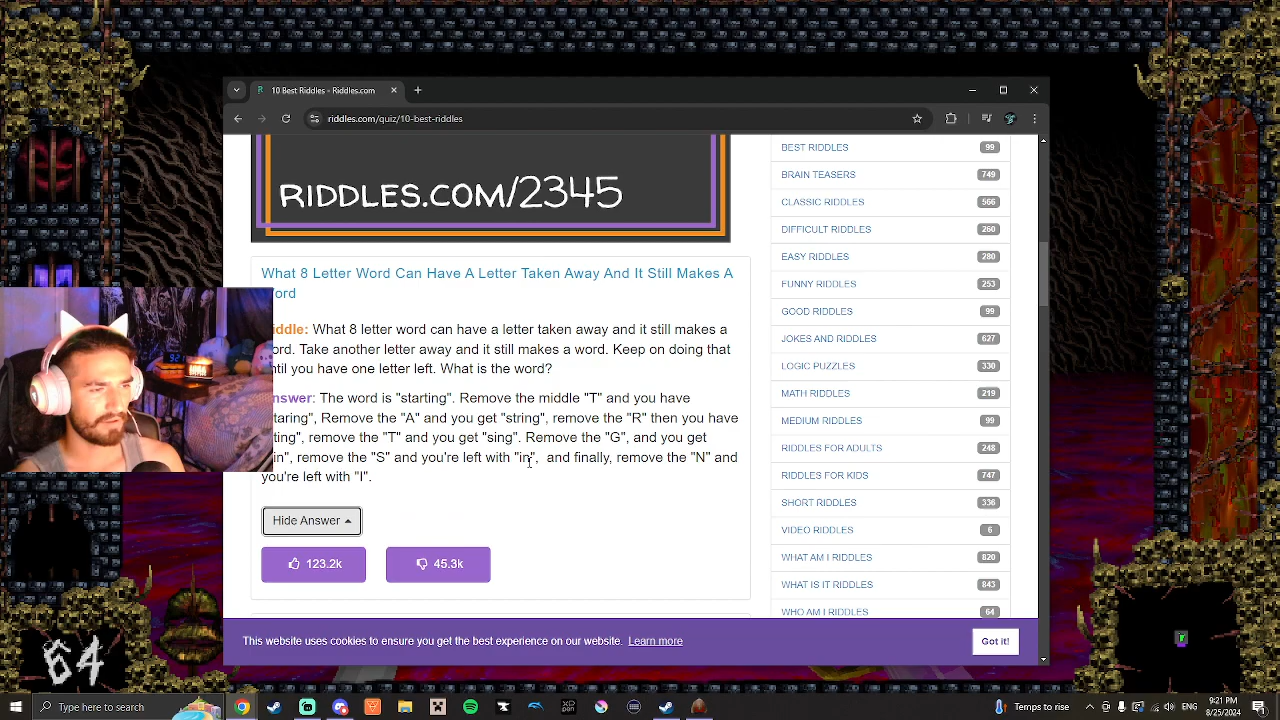 10 Best Riddles - Riddles.com
riddles.com/quiz/10-best-riddles
RIDDLES.COM/2345
What 8 Letter Word Can Have A Letter Taken Away And It Still Makes A
ord
iddle: What 8 letter word can have a letter taken away and it still makes a
ord. Take another letter away and it still makes a word. Keep on doing that
ntil you have one letter left. What is the word?
nswer: The word is "starting". Remove the middle "T" and you have
taring", Remove the "A" and you get "string", remove the "R" then you have
ting", remove the "T" and you get "sing". Remove the "G", and you get
, remove the "S" and you're left with "in", and finally, remove the "N" and
you're left with "I".
Hide Answer
123.2k
45.3k
BEST RIDDLES 99
BRAIN TEASERS 749
CLASSIC RIDDLES 566
DIFFICULT RIDDLES 260
EASY RIDDLES 280
FUNNY RIDDLES 253
GOOD RIDDLES 99
JOKES AND RIDDLES 627
LOGIC PUZZLES 330
MATH RIDDLES 219
MEDIUM RIDDLES 99
RIDDLES FOR ADULTS 248
RIDDLES FOR KIDS 747
SHORT RIDDLES 336
VIDEO RIDDLES 6
WHAT AM I RIDDLES 820
WHAT IS IT RIDDLES 843
WHO AM I RIDDLES 64
This website uses cookies to ensure you get the best experience on our website. Learn more
Got it!
64
Type here to search
Temps to rise
9:21 PM
8/25/2024